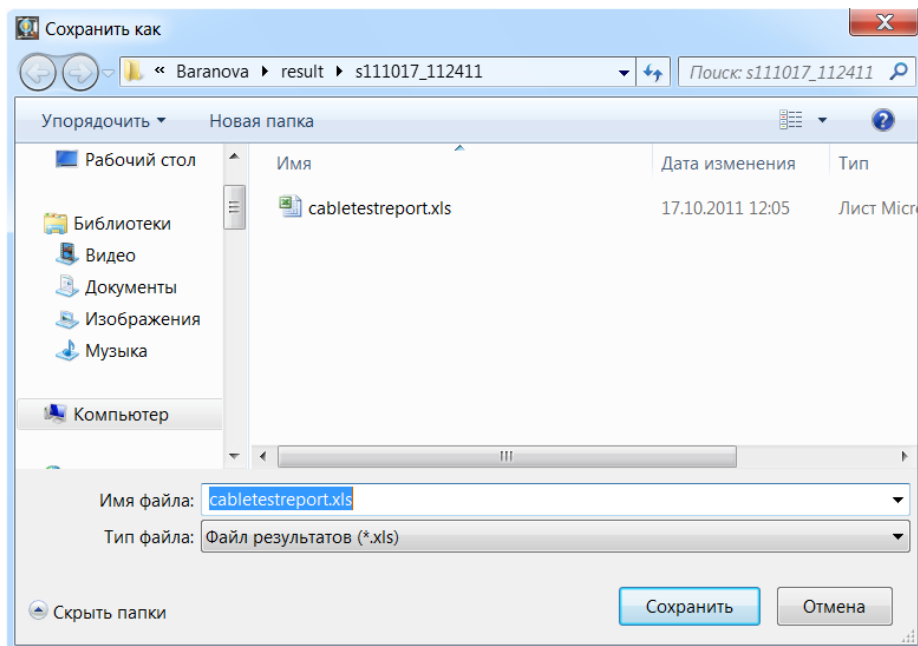 Сохранить как
« Baranova result s111017_112411 Поиск: s111017_112411
Упорядочить Новая папка
Рабочий стол
Библиотеки
Видео
Документы
Изображения
Музыка
Компьютер
Имя Дата изменения Тип
cabletestreport.xls 17.10.2011 12:05 Лист Micr
Имя файла: cabletestreport.xls
Тип файла: Файл результатов (*.xls)
Скрыть папки Сохранить Отмена